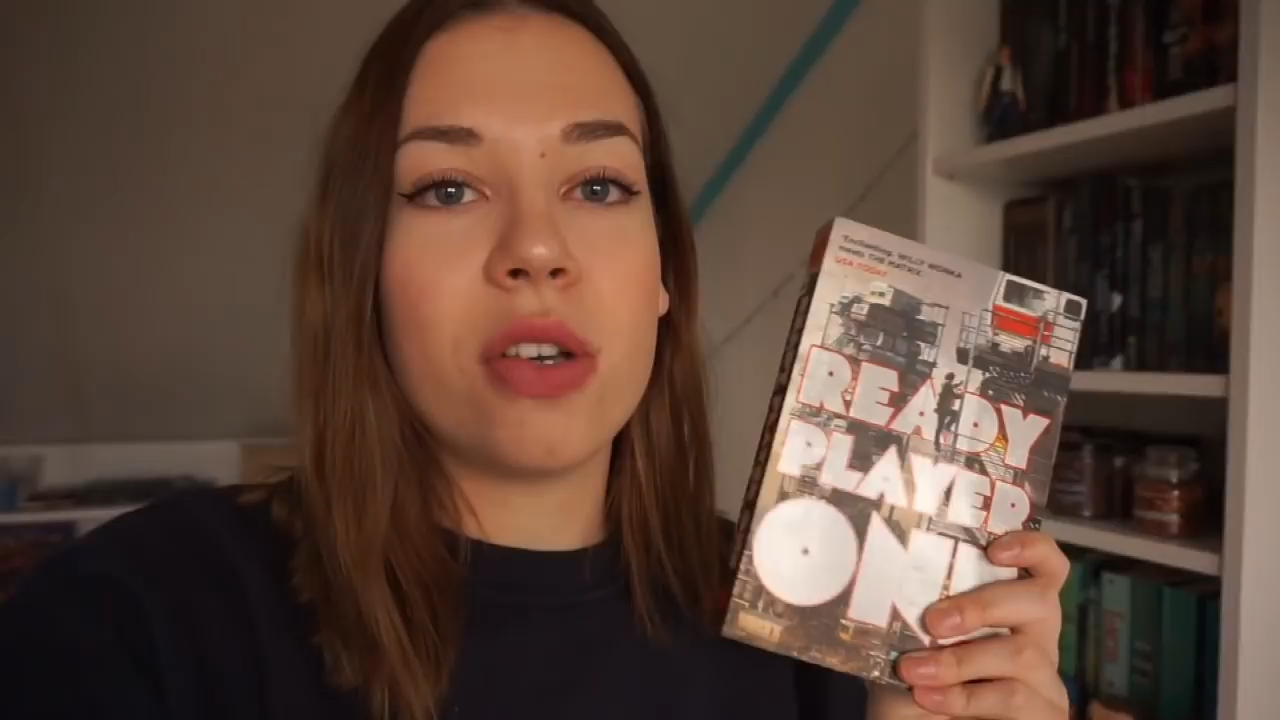 'Enchanting. WILLY WONKA
meets THE MATRIX'
USA TODAY
READY
PLAYER
ONE